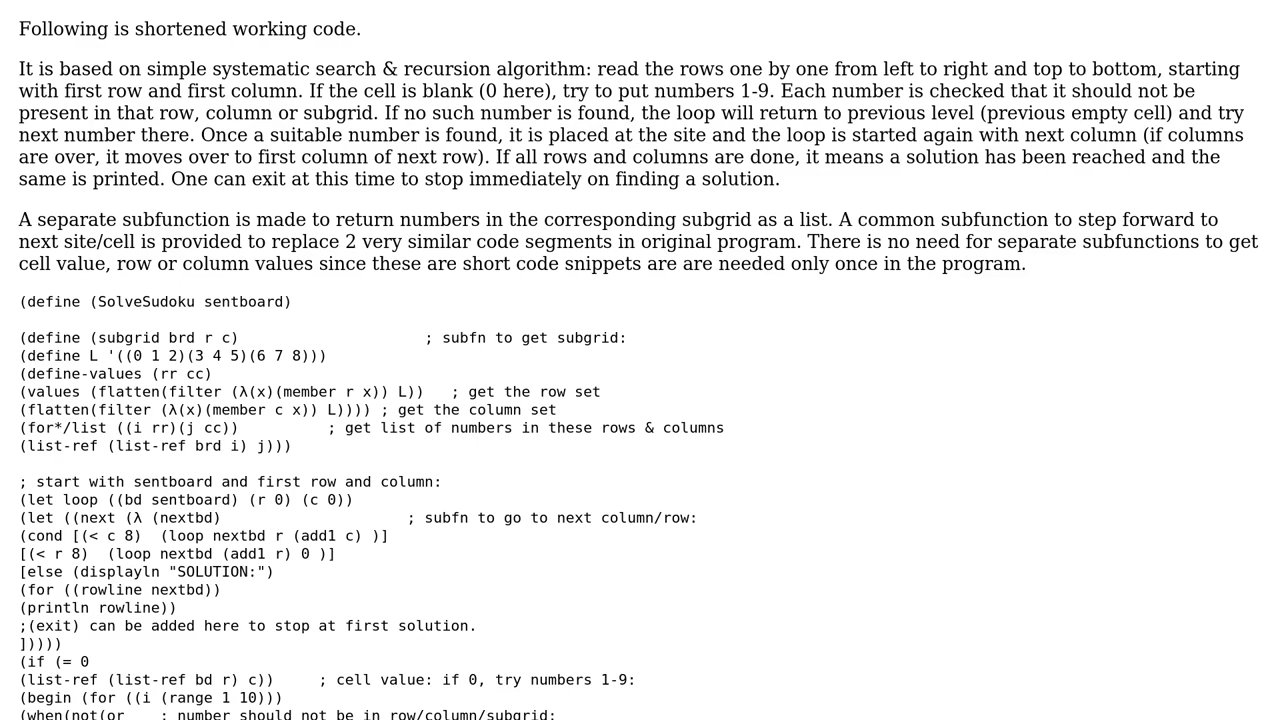 Following is shortened working code.
It is based on simple systematic search & recursion algorithm: read the rows one by one from left to right and top to bottom, starting
with first row and first column. If the cell is blank (0 here), try to put numbers 1-9. Each number is checked that it should not be
present in that row, column or subgrid. If no such number is found, the loop will return to previous level (previous empty cell) and try
next number there. Once a suitable number is found, it is placed at the site and the loop is started again with next column (if columns
are over, it moves over to first column of next row). If all rows and columns are done, it means a solution has been reached and the
same is printed. One can exit at this time to stop immediately on finding a solution.
A separate subfunction is made to return numbers in the corresponding subgrid as a list. A common subfunction to step forward to
next site/cell is provided to replace 2 very similar code segments in original program. There is no need for separate subfunctions to get
cell value, row or column values since these are short code snippets are are needed only once in the program.
(define (SolveSudoku sentboard)
(define (subgrid brd r c)                     ; subfn to get subgrid:
(define L '((0 1 2)(3 4 5)(6 7 8)))
(define-values (rr cc)
(values (flatten(filter (λ(x)(member r x)) L))   ; get the row set
(flatten(filter (λ(x)(member c x)) L)))) ; get the column set
(for*/list ((i rr)(j cc))          ; get list of numbers in these rows & columns
(list-ref (list-ref brd i) j)))
; start with sentboard and first row and column:
(let loop ((bd sentboard) (r 0) (c 0))
(let ((next (λ (nextbd)                     ; subfn to go to next column/row:
(cond [(< c 8)  (loop nextbd r (add1 c) )]
[(< r 8)  (loop nextbd (add1 r) 0 )]
[else (displayln "SOLUTION:")
(for ((rowline nextbd))
(println rowline))
;(exit) can be added here to stop at first solution.
])))))
(if (= 0
(list-ref (list-ref bd r) c))     ; cell value: if 0, try numbers 1-9:
(begin (for ((i (range 1 10)))
(when(not(or    ; number should not be in row/column/subgrid: